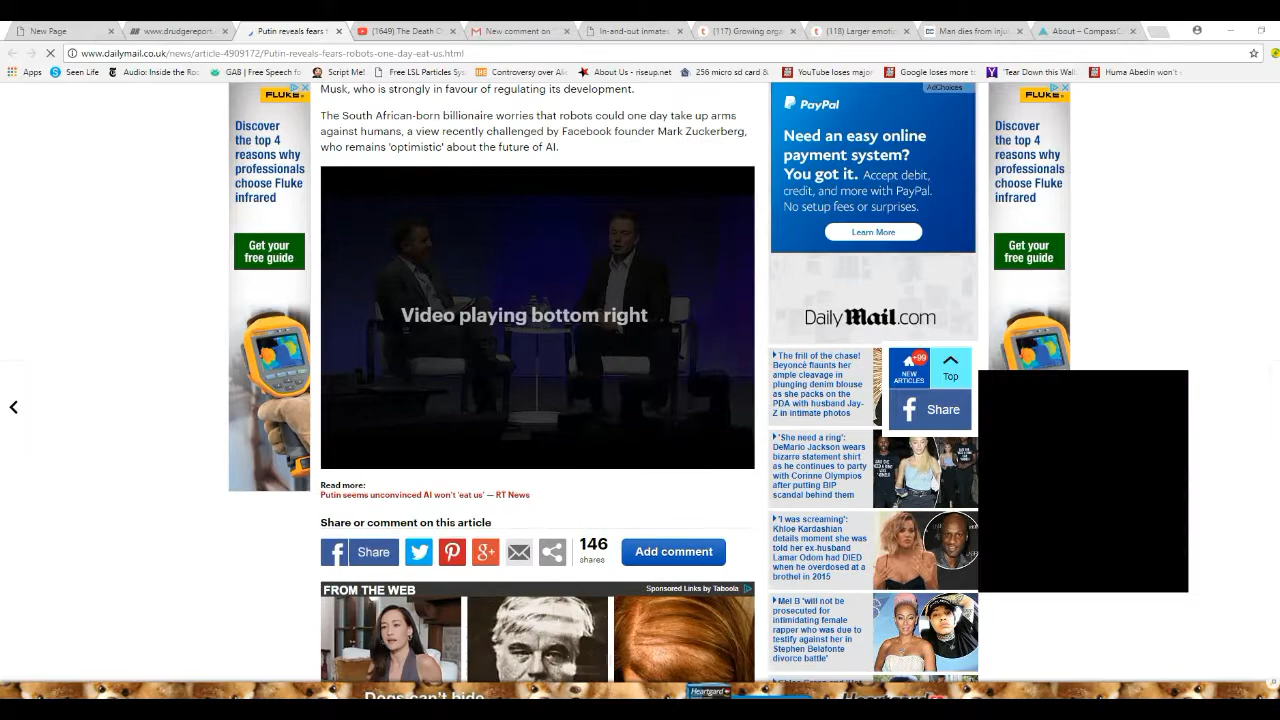 New Page
www.drudgereport.
Putin reveals fears
(1649) The Death C
New comment on
In-and-out inmates
(117) Growing orga
(118) Larger emotio
Man dies from inju
About – CompassC
www.dailymail.co.uk/news/article-4909172/Putin-reveals-fears-robots-one-day-eat-us.html
Apps
Seen Life
Audio: Inside the Ro
GAB | Free Speech fo
Script Me!
Free LSL Particles Sy
Controversy over Ali
About Us - riseup.net
256 micro sd card &
YouTube loses major
Google loses more to
'Tear Down this Wall
Huma Abedin won't
FLUKE
Discover
the top 4
reasons why
professionals
choose Fluke
infrared
Get your
free guide
Musk, who is strongly in favour of regulating its development.
The South African-born billionaire worries that robots could one day take up arms
against humans, a view recently challenged by Facebook founder Mark Zuckerberg,
who remains 'optimistic' about the future of AI.
Video playing bottom right
Read more:
Putin seems unconvinced AI won't 'eat us' — RT News
Share or comment on this article
Share
146
shares
Add comment
FROM THE WEB
Sponsored Links by Taboola
Dogs can't hide
AdChoices
PayPal
Need an easy online
payment system?
You got it. Accept debit,
credit, and more with PayPal.
No setup fees or surprises.
Learn More
Daily Mail.com
The frill of the chase!
Beyoncé flaunts her
ample cleavage in
plunging denim blouse
as she packs on the
PDA with husband Jay-
Z in intimate photos
+99
NEW
ARTICLES
Top
Share
'She need a ring':
DeMario Jackson wears
bizarre statement shirt
as he continues to party
with Corinne Olympios
after putting BIP
scandal behind them
'I was screaming':
Khloe Kardashian
details moment she was
told her ex-husband
Lamar Odom had DIED
when he overdosed at a
brothel in 2015
Mel B 'will not be
prosecuted for
intimidating female
rapper who was due to
testify against her in
Stephen Belafonte
divorce battle'
FLUKE
Discover
the top 4
reasons why
professionals
choose Fluke
infrared
Get your
free guide
Heartgard